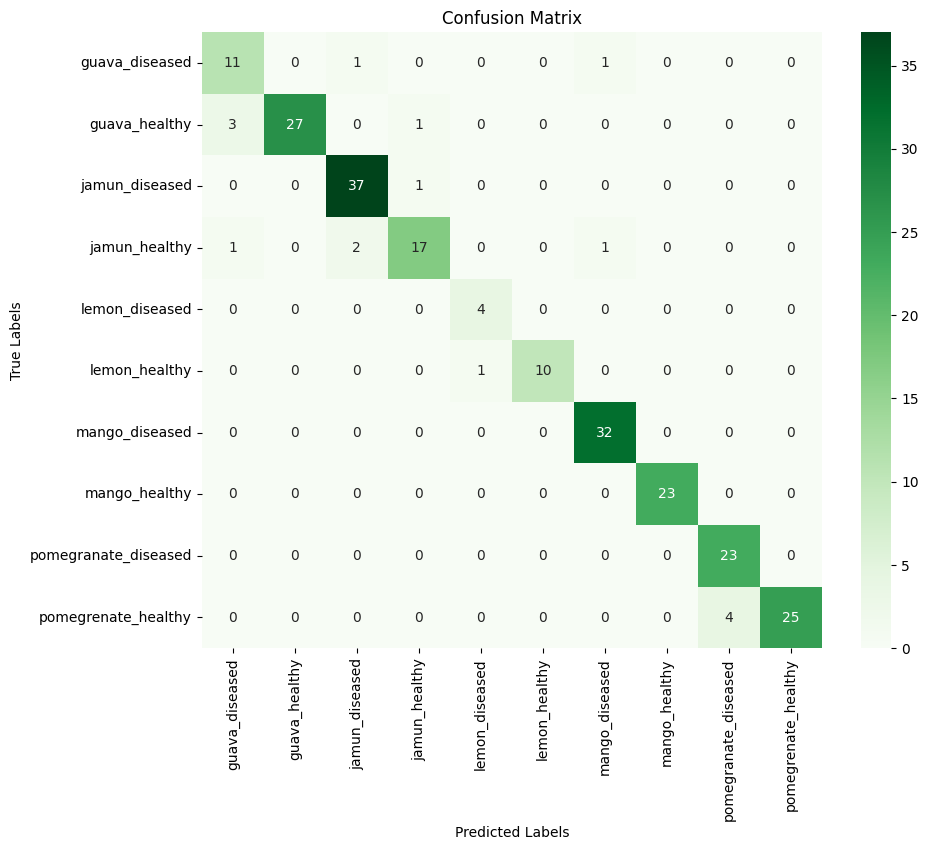 Confusion Matrix
True Labels
guava_diseased 11 0 1 0 0 0 1 0 0 0
guava_healthy 3 27 0 1 0 0 0 0 0 0
jamun_diseased 0 0 37 1 0 0 0 0 0 0
jamun_healthy 1 0 2 17 0 0 1 0 0 0
lemon_diseased 0 0 0 0 4 0 0 0 0 0
lemon_healthy 0 0 0 0 1 10 0 0 0 0
mango_diseased 0 0 0 0 0 0 32 0 0 0
mango_healthy 0 0 0 0 0 0 0 23 0 0
pomegranate_diseased 0 0 0 0 0 0 0 0 23 0
pomegrenate_healthy 0 0 0 0 0 0 0 0 4 25
guava_diseased
guava_healthy
jamun_diseased
jamun_healthy
lemon_diseased
lemon_healthy
mango_diseased
mango_healthy
pomegranate_diseased
pomegrenate_healthy
Predicted Labels
35
30
25
20
15
10
5
0